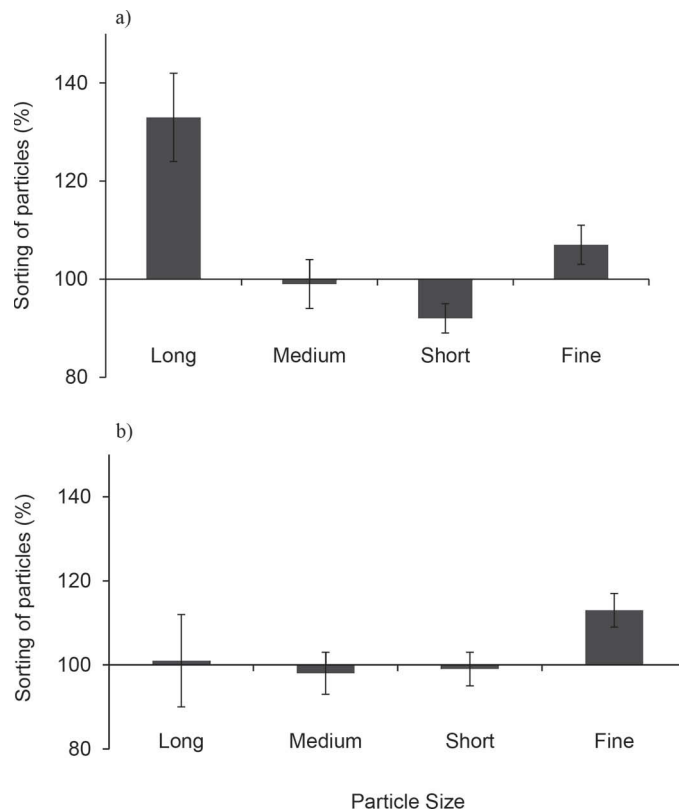 a)
Sorting of particles (%)
140
120
100
80
Long Medium Short Fine
b)
Sorting of particles (%)
140
120
100
80
Long Medium Short Fine
Particle Size